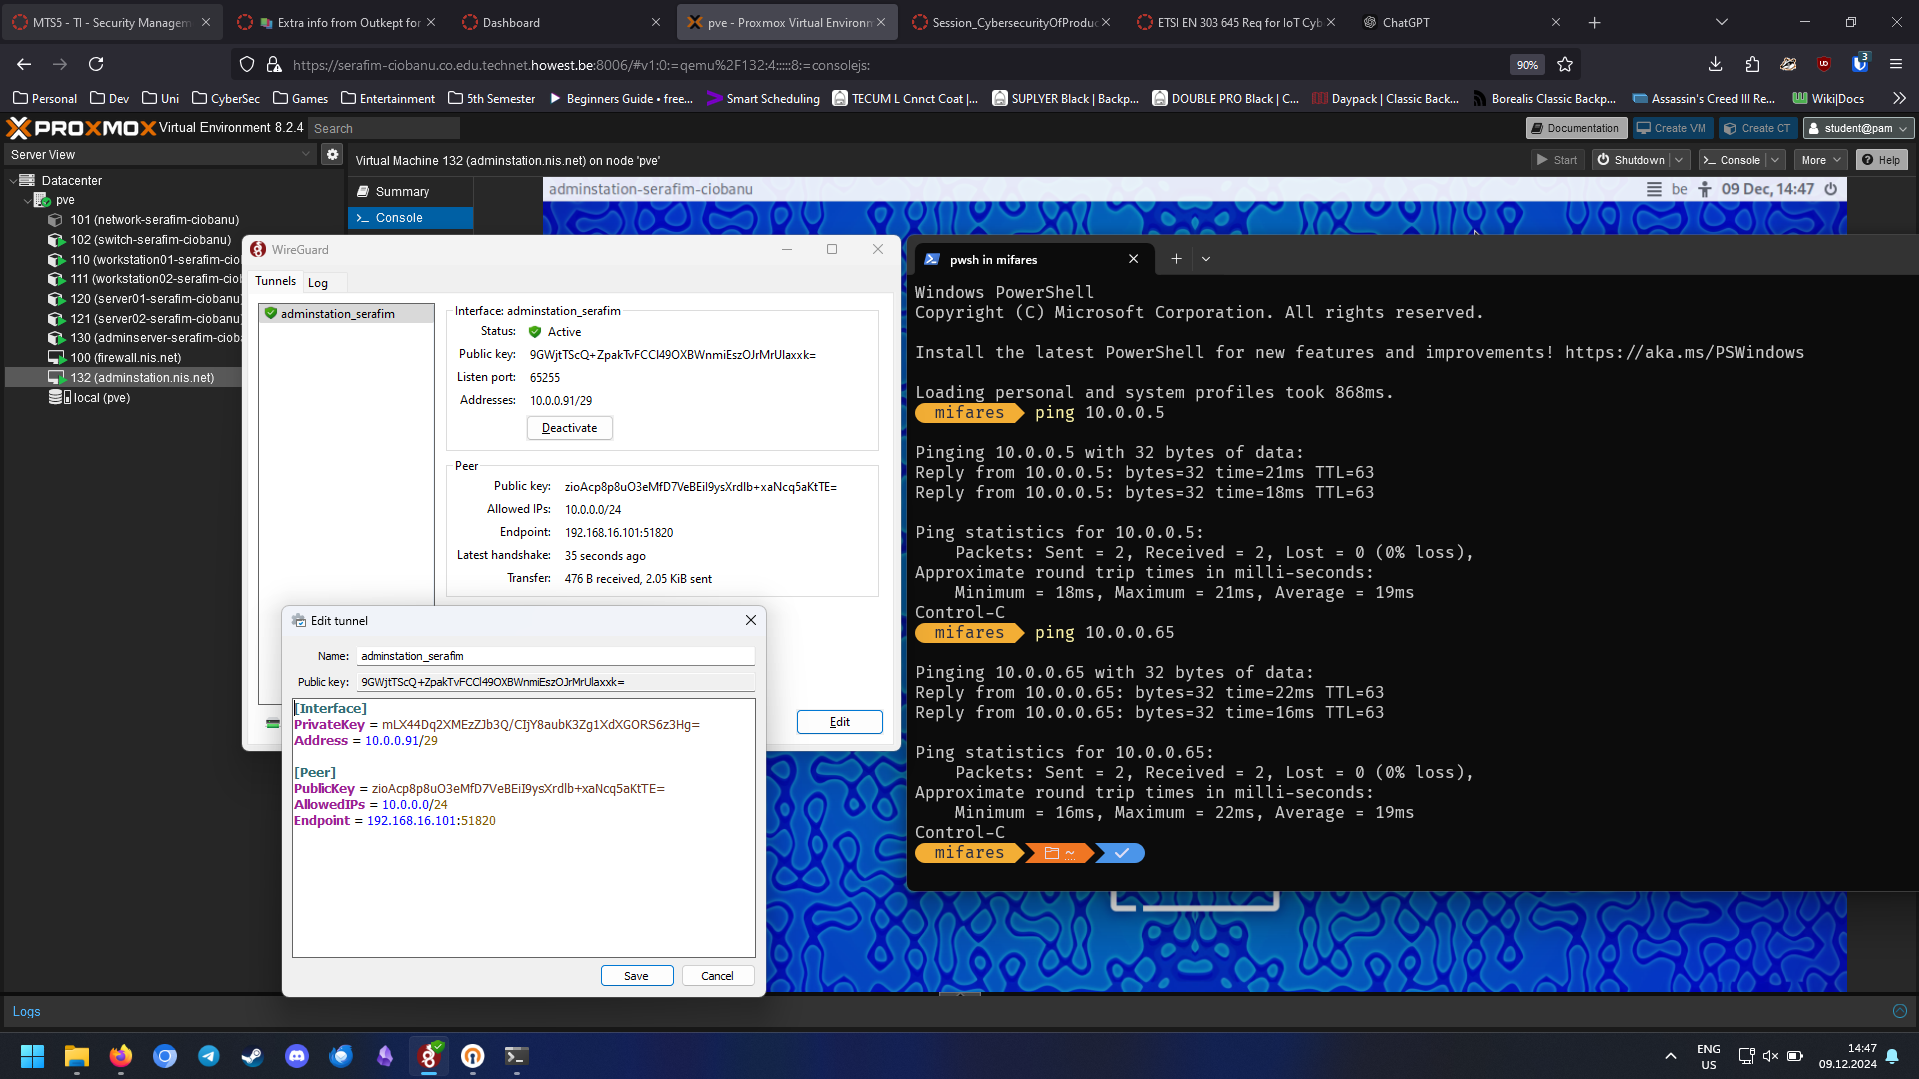 MTS5 - TI - Security Managem
Extra info from Outkept for
Dashboard
pve - Proxmox Virtual Environm
Session_CybersecurityOfProduc
ETSI EN 303 645 Req for IoT Cyb
ChatGPT
https://serafim-ciobanu.co.edu.technet.howest.be:8006/#v1:0:=qemu%2F132:4:::::8:=consolejs:
90%
3
Personal
Dev
Uni
CyberSec
Games
Entertainment
5th Semester
Beginners Guide • free...
Smart Scheduling
TECUM L Cnnct Coat |...
SUPLYER Black | Backp...
DOUBLE PRO Black | C...
Daypack | Classic Back...
Borealis Classic Backp...
Assassin's Creed III Re...
Wiki|Docs
PROXMOX Virtual Environment 8.2.4
Search
Documentation
Create VM
Create CT
student@pam
Server View
Virtual Machine 132 (adminstation.nis.net) on node 'pve'
Start
Shutdown
Console
More
Help
Datacenter
pve
101 (network-serafim-ciobanu)
102 (switch-serafim-ciobanu)
110 (workstation01-serafim-cio
111 (workstation02-serafim-ciob
120 (server01-serafim-ciobanu)
121 (server02-serafim-ciobanu)
130 (adminserver-serafim-cioba
100 (firewall.nis.net)
132 (adminstation.nis.net)
local (pve)
Summary
Console
adminstation-serafim-ciobanu
be
09 Dec, 14:47
WireGuard
Tunnels
Log
adminstation_serafim
Interface: adminstation_serafim
Status: Active
Public key: 9GWjtTScQ+ZpakTvFCCl49OXBWnmiEszOJrMrUlaxxk=
Listen port: 65255
Addresses: 10.0.0.91/29
Deactivate
Peer
Public key: zioAcp8p8uO3eMfD7VeBEiI9ysXrdlb+xaNcq5aKtTE=
Allowed IPs: 10.0.0.0/24
Endpoint: 192.168.16.101:51820
Latest handshake: 35 seconds ago
Transfer: 476 B received, 2.05 KiB sent
Edit
Edit tunnel
Name: adminstation_serafim
Public key: 9GWjtTScQ+ZpakTvFCCl49OXBWnmiEszOJrMrUlaxxk=
[Interface]
PrivateKey = mLX44Dq2XMEzZJb3Q/CIjY8aubK3Zg1XdXGORS6z3Hg=
Address = 10.0.0.91/29
[Peer]
PublicKey = zioAcp8p8uO3eMfD7VeBEiI9ysXrdlb+xaNcq5aKtTE=
AllowedIPs = 10.0.0.0/24
Endpoint = 192.168.16.101:51820
Save
Cancel
pwsh in mifares
Windows PowerShell
Copyright (C) Microsoft Corporation. All rights reserved.
Install the latest PowerShell for new features and improvements! https://aka.ms/PSWindows
Loading personal and system profiles took 868ms.
mifares ping 10.0.0.5
Pinging 10.0.0.5 with 32 bytes of data:
Reply from 10.0.0.5: bytes=32 time=21ms TTL=63
Reply from 10.0.0.5: bytes=32 time=18ms TTL=63
Ping statistics for 10.0.0.5:
Packets: Sent = 2, Received = 2, Lost = 0 (0% loss),
Approximate round trip times in milli-seconds:
Minimum = 18ms, Maximum = 21ms, Average = 19ms
Control-C
mifares ping 10.0.0.65
Pinging 10.0.0.65 with 32 bytes of data:
Reply from 10.0.0.65: bytes=32 time=22ms TTL=63
Reply from 10.0.0.65: bytes=32 time=16ms TTL=63
Ping statistics for 10.0.0.65:
Packets: Sent = 2, Received = 2, Lost = 0 (0% loss),
Approximate round trip times in milli-seconds:
Minimum = 16ms, Maximum = 22ms, Average = 19ms
Control-C
mifares ~
Logs
ENG
US
14:47
09.12.2024